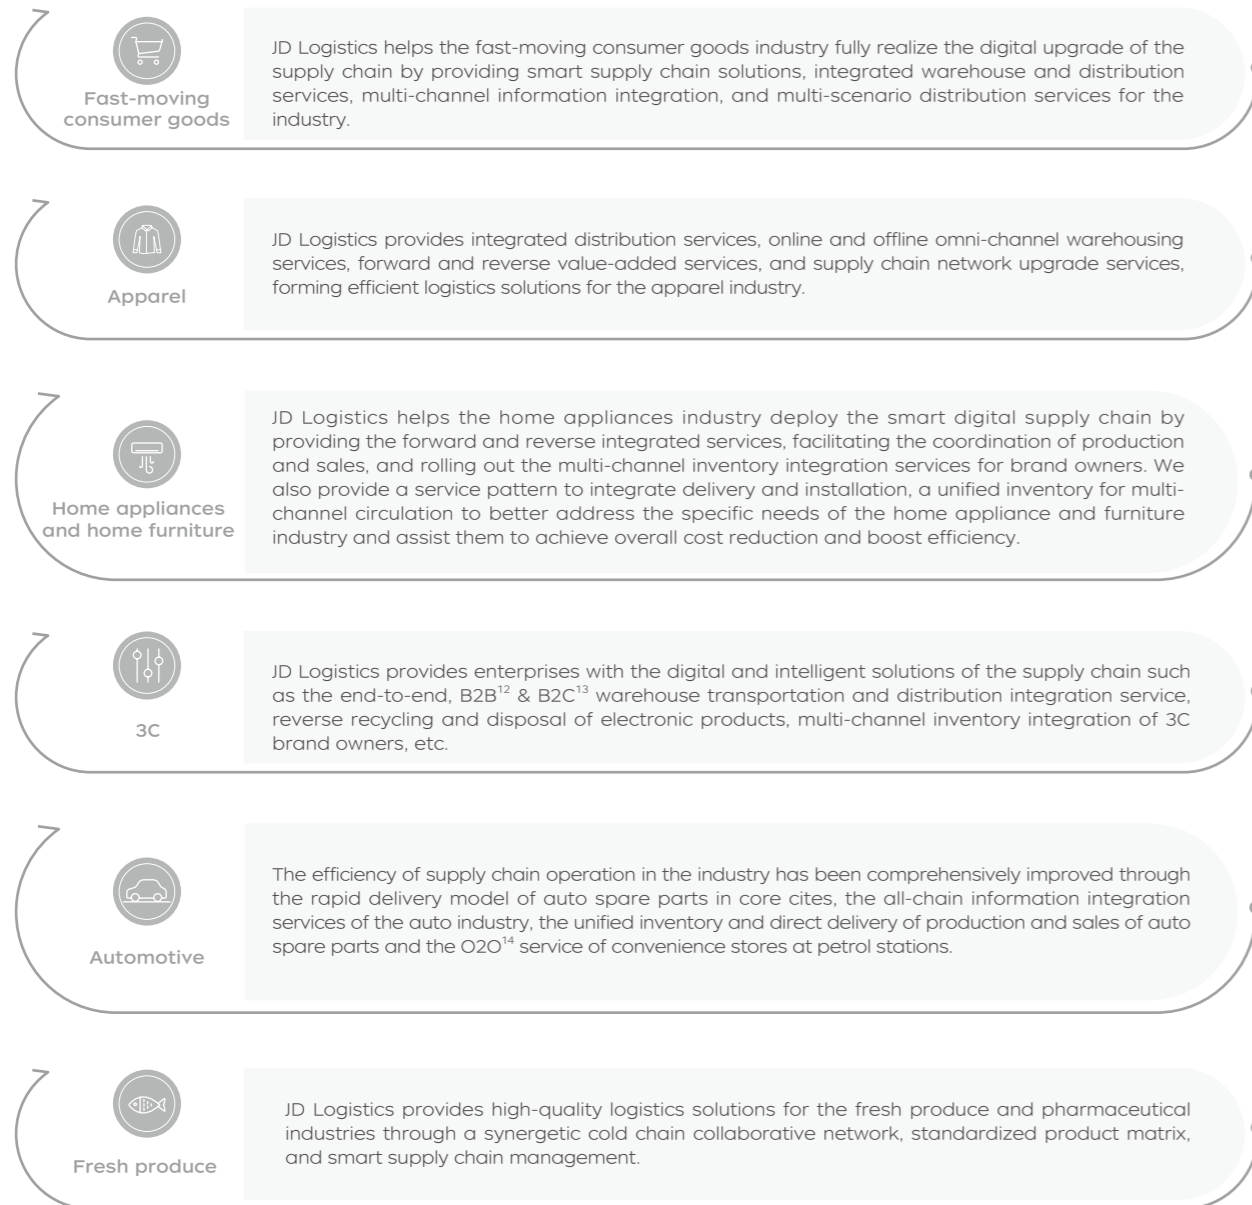 Fast-moving
consumer goods
JD Logistics helps the fast-moving consumer goods industry fully realize the digital upgrade of the
supply chain by providing smart supply chain solutions, integrated warehouse and distribution
services, multi-channel information integration, and multi-scenario distribution services for the
industry.
Apparel
JD Logistics provides integrated distribution services, online and offline omni-channel warehousing
services, forward and reverse value-added services, and supply chain network upgrade services,
forming efficient logistics solutions for the apparel industry.
Home appliances
and home furniture
JD Logistics helps the home appliances industry deploy the smart digital supply chain by
providing the forward and reverse integrated services, facilitating the coordination of production
and sales, and rolling out the multi-channel inventory integration services for brand owners. We
also provide a service pattern to integrate delivery and installation, a unified inventory for multi-
channel circulation to better address the specific needs of the home appliance and furniture
industry and assist them to achieve overall cost reduction and boost efficiency.
3C
JD Logistics provides enterprises with the digital and intelligent solutions of the supply chain such
as the end-to-end, B2B¹² & B2C¹³ warehouse transportation and distribution integration service,
reverse recycling and disposal of electronic products, multi-channel inventory integration of 3C
brand owners, etc.
Automotive
The efficiency of supply chain operation in the industry has been comprehensively improved through
the rapid delivery model of auto spare parts in core cites, the all-chain information integration
services of the auto industry, the unified inventory and direct delivery of production and sales of auto
spare parts and the O2O¹⁴ service of convenience stores at petrol stations.
Fresh produce
JD Logistics provides high-quality logistics solutions for the fresh produce and pharmaceutical
industries through a synergetic cold chain collaborative network, standardized product matrix,
and smart supply chain management.